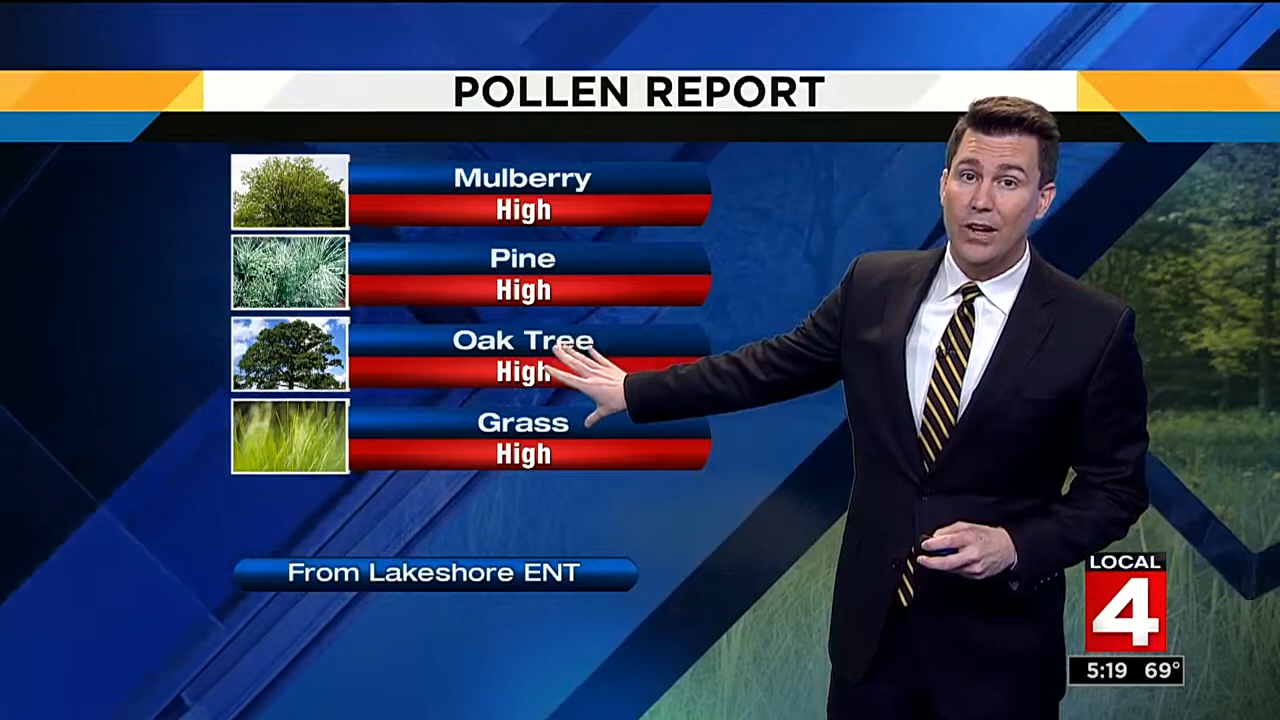 POLLEN REPORT
Mulberry
High
Pine
High
Oak Tree
High
Grass
High
From Lakeshore ENT
LOCAL
4
5:19 69°